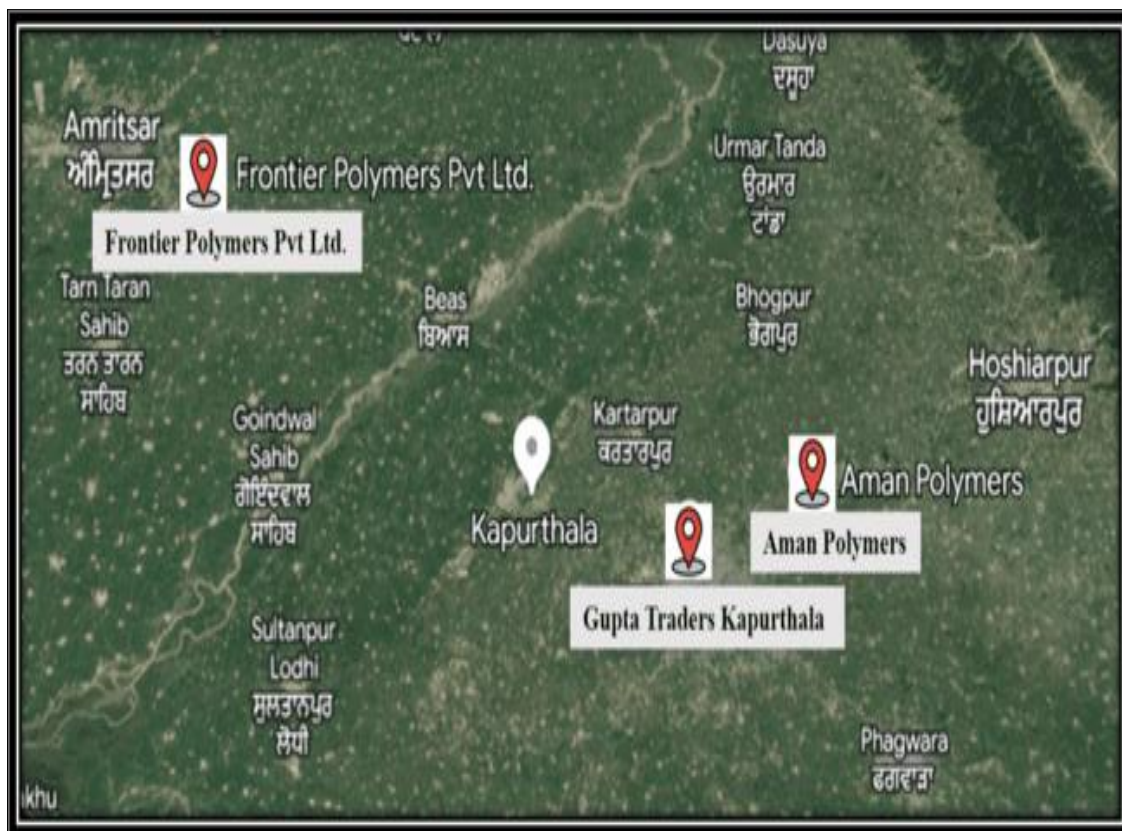 Dasuya
ਦਸੂਹਾ
Amritsar
ਅੰਮ੍ਰਿਤਸਰ
Frontier Polymers Pvt Ltd.
Frontier Polymers Pvt Ltd.
Urmar Tanda
ਉਰਮਾਰ
ਟਾਂਡਾ
Tarn Taran
Sahib
ਤਰਨ ਤਾਰਨ
ਸਾਹਿਬ
Beas
ਬਿਆਸ
Bhogpur
ਭੋਗਪੁਰ
Hoshiarpur
ਹੁਸ਼ਿਆਰਪੁਰ
Goindwal
Sahib
ਗੋਇੰਦਵਾਲ
ਸਾਹਿਬ
Kartarpur
ਕਰਤਾਰਪੁਰ
Kapurthala
Aman Polymers
Aman Polymers
Gupta Traders Kapurthala
Sultanpur
Lodhi
ਸੁਲਤਾਨਪੁਰ
ਲੋਧੀ
Phagwara
ਫਗਵਾੜਾ